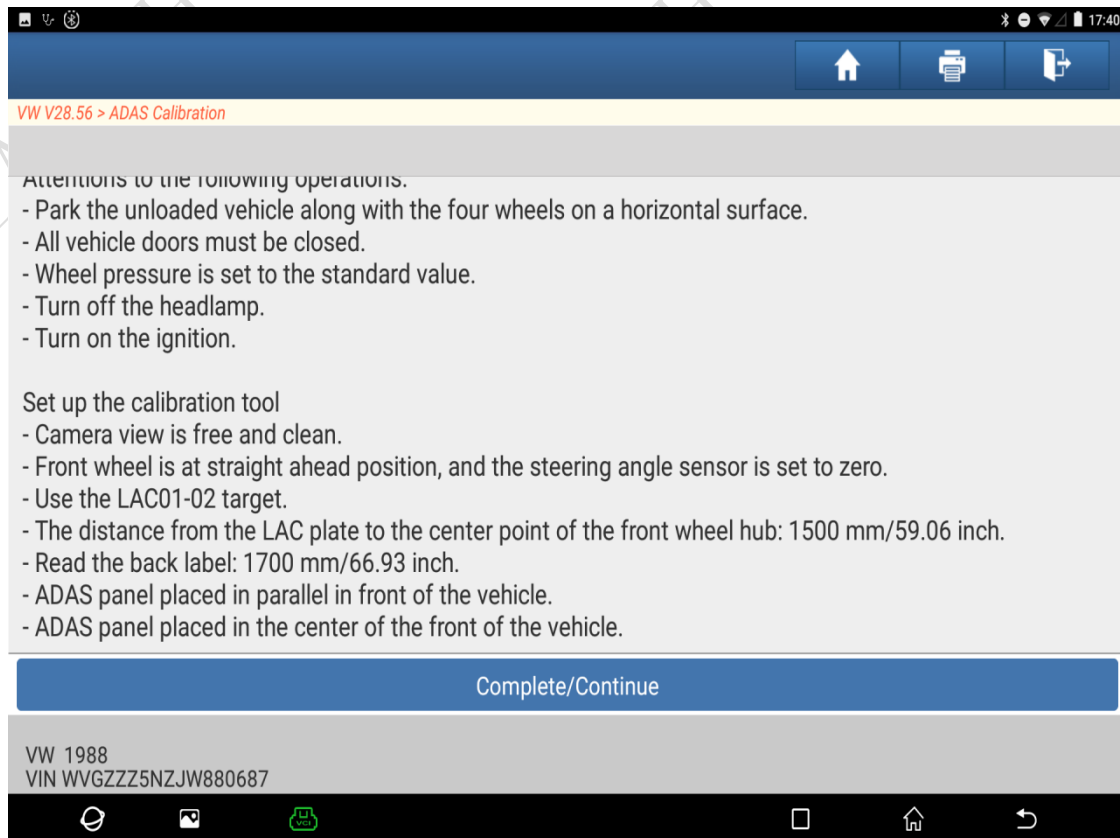 17:40
VW V28.56 > ADAS Calibration
Attentions to the following operations.
- Park the unloaded vehicle along with the four wheels on a horizontal surface.
- All vehicle doors must be closed.
- Wheel pressure is set to the standard value.
- Turn off the headlamp.
- Turn on the ignition.
Set up the calibration tool
- Camera view is free and clean.
- Front wheel is at straight ahead position, and the steering angle sensor is set to zero.
- Use the LAC01-02 target.
- The distance from the LAC plate to the center point of the front wheel hub: 1500 mm/59.06 inch.
- Read the back label: 1700 mm/66.93 inch.
- ADAS panel placed in parallel in front of the vehicle.
- ADAS panel placed in the center of the front of the vehicle.
Complete/Continue
VW 1988
VIN WVGZZZ5NZJW880687
VCI